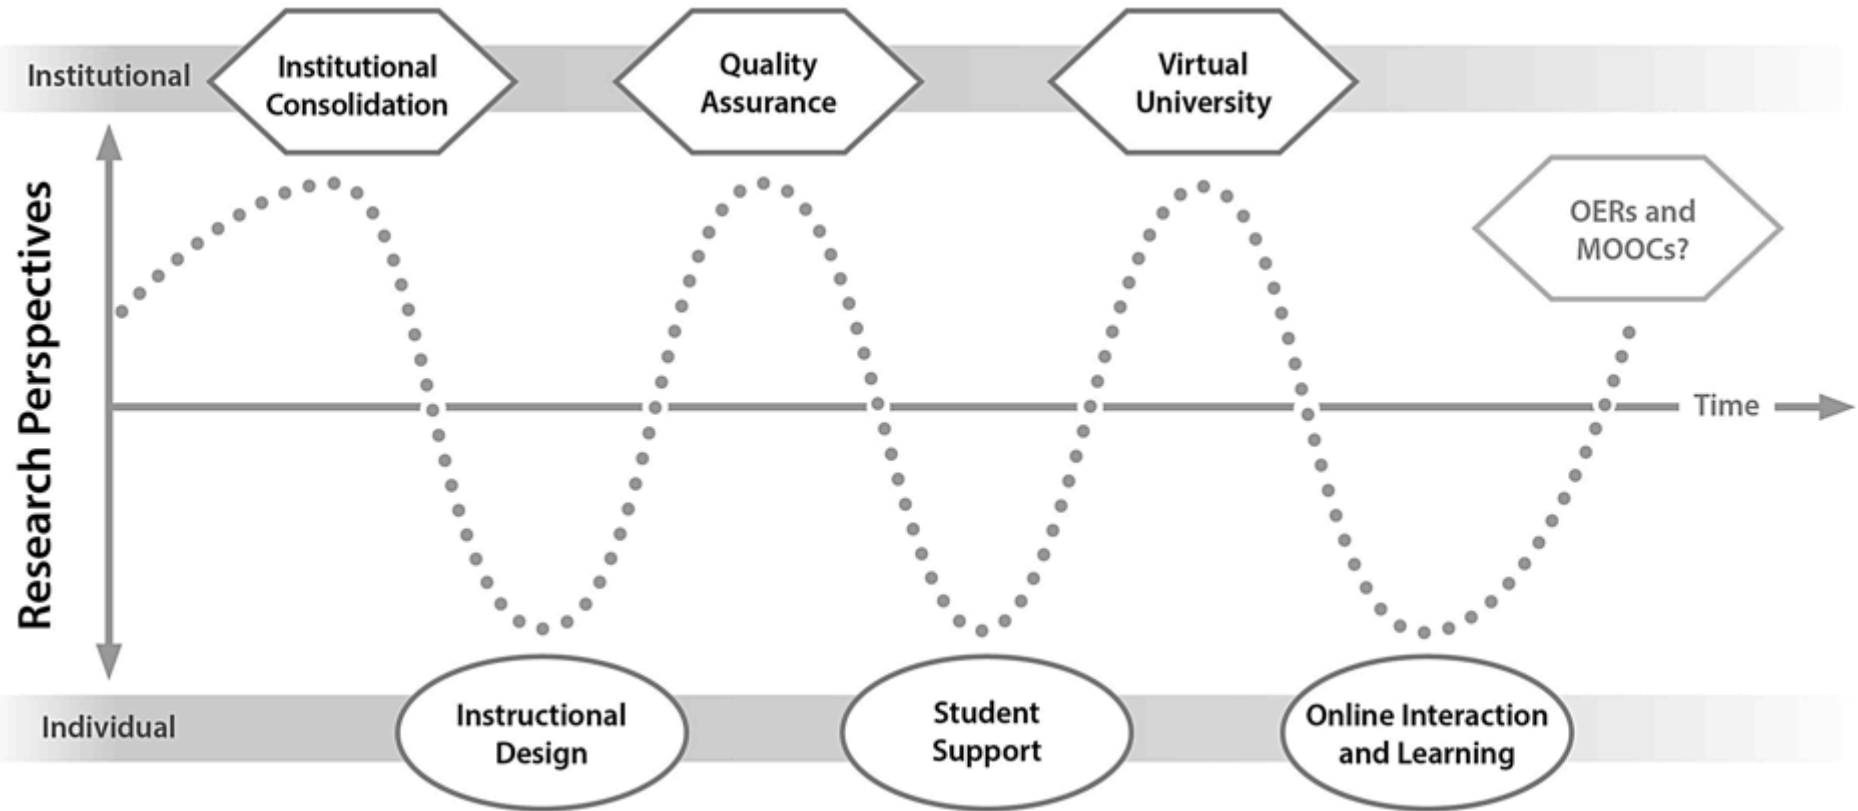 Institutional
Institutional
Consolidation
Quality
Assurance
Virtual
University
OERs and
MOOCs?
Research Perspectives
Time
Individual
Instructional
Design
Student
Support
Online Interaction
and Learning